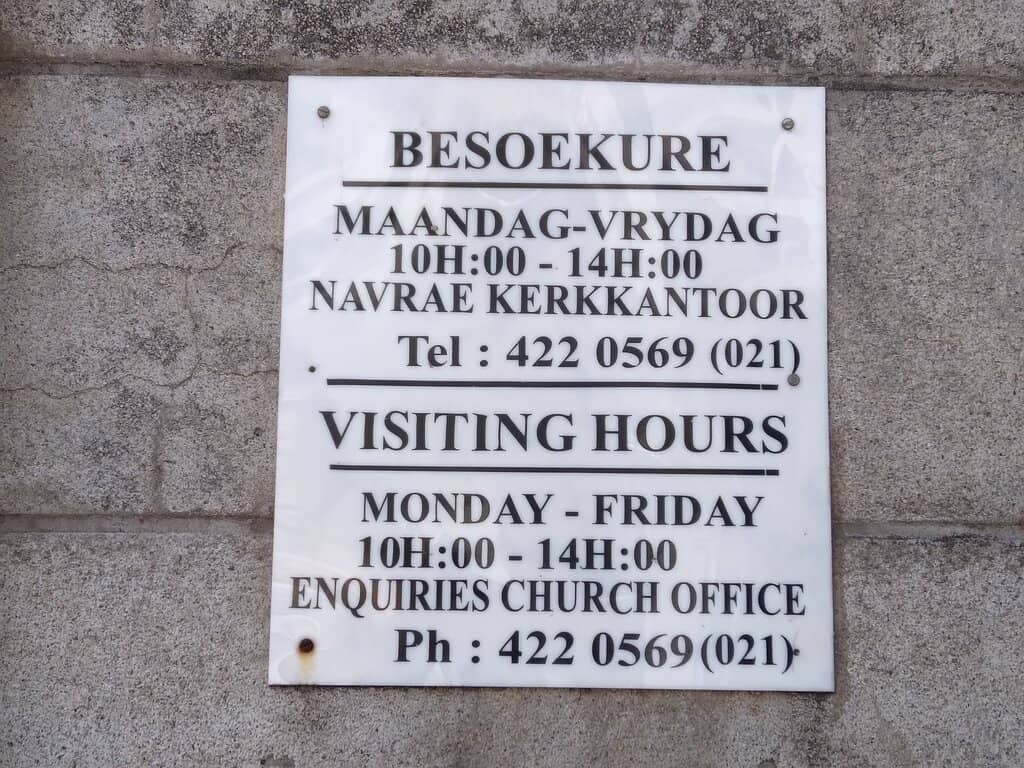 BESOEKURE
MAANDAG-VRYDAG
10H:00 - 14H:00
NAVRAE KERKKANTOOR
Tel : 422 0569 (021)
VISITING HOURS
MONDAY - FRIDAY
10H:00 - 14H:00
ENQUIRIES CHURCH OFFICE
Ph : 422 0569 (021)